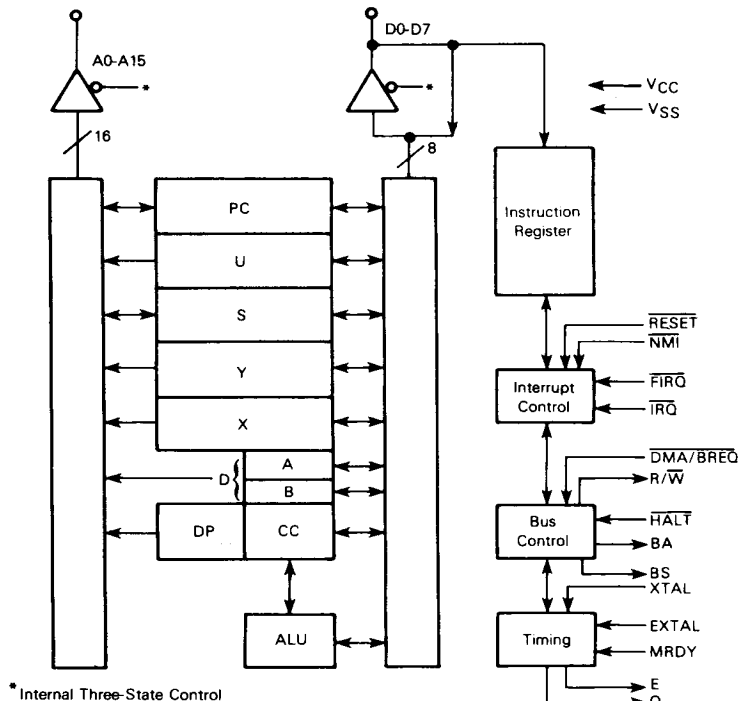 A0-A15
D0-D7
*
*
VCC
VSS
16
8
PC
U
S
Y
X
D {
A
B
DP
CC
ALU
Instruction
Register
RESET
NMI
Interrupt
Control
FIRQ
IRQ
DMA/BREQ
R/W
Bus
Control
HALT
BA
BS
XTAL
Timing
EXTAL
MRDY
E
Q
*Internal Three-State Control